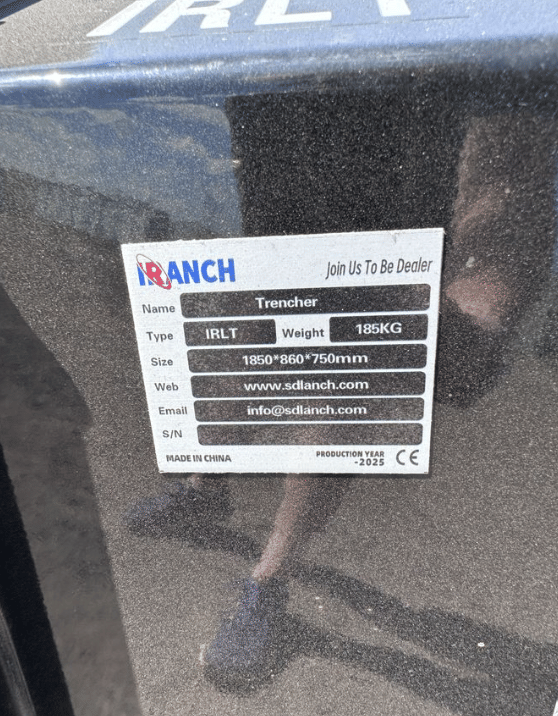 IRLT
IRANCH Join Us To Be Dealer
Name Trencher
Type IRLT Weight 185KG
Size 1850*860*750mm
Web www.sdlanch.com
Email info@sdlanch.com
S/N
MADE IN CHINA PRODUCTION YEAR
-2025 CE